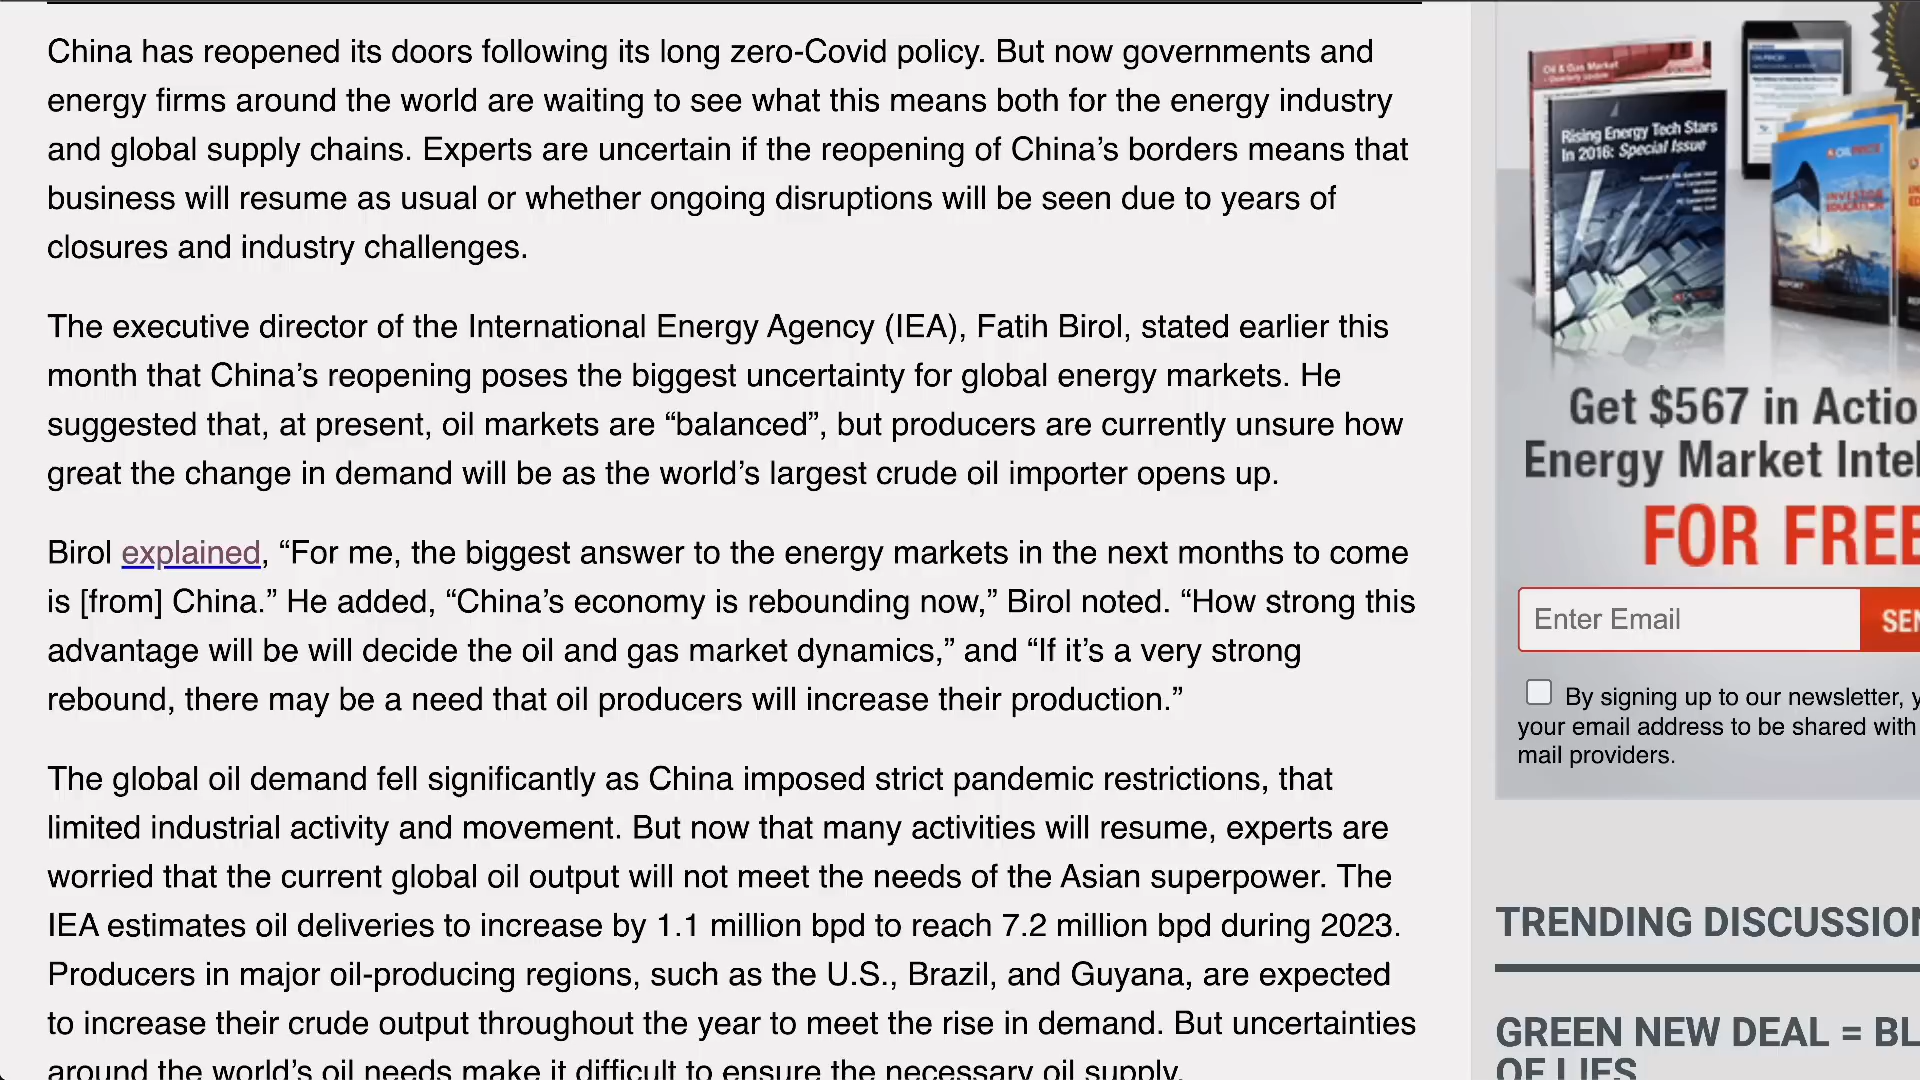 China has reopened its doors following its long zero-Covid policy. But now governments and
energy firms around the world are waiting to see what this means both for the energy industry
and global supply chains. Experts are uncertain if the reopening of China’s borders means that
business will resume as usual or whether ongoing disruptions will be seen due to years of
closures and industry challenges.
The executive director of the International Energy Agency (IEA), Fatih Birol, stated earlier this
month that China’s reopening poses the biggest uncertainty for global energy markets. He
suggested that, at present, oil markets are “balanced”, but producers are currently unsure how
great the change in demand will be as the world’s largest crude oil importer opens up.
Birol explained, “For me, the biggest answer to the energy markets in the next months to come
is [from] China.” He added, “China’s economy is rebounding now,” Birol noted. “How strong this
advantage will be will decide the oil and gas market dynamics,” and “If it’s a very strong
rebound, there may be a need that oil producers will increase their production.”
The global oil demand fell significantly as China imposed strict pandemic restrictions, that
limited industrial activity and movement. But now that many activities will resume, experts are
worried that the current global oil output will not meet the needs of the Asian superpower. The
IEA estimates oil deliveries to increase by 1.1 million bpd to reach 7.2 million bpd during 2023.
Producers in major oil-producing regions, such as the U.S., Brazil, and Guyana, are expected
to increase their crude output throughout the year to meet the rise in demand. But uncertainties
around the world’s oil needs make it difficult to ensure the necessary oil supply.
Oil & Gas Market
Rising Energy Tech Stars
In 2016: Special Issue
INVESTOR
EDUCATION
REPORT
Get $567 in Actio
Energy Market Intel
FOR FREE
Enter Email
SEN
By signing up to our newsletter, y
your email address to be shared with
mail providers.
TRENDING DISCUSSION
GREEN NEW DEAL = BL
OF LIES